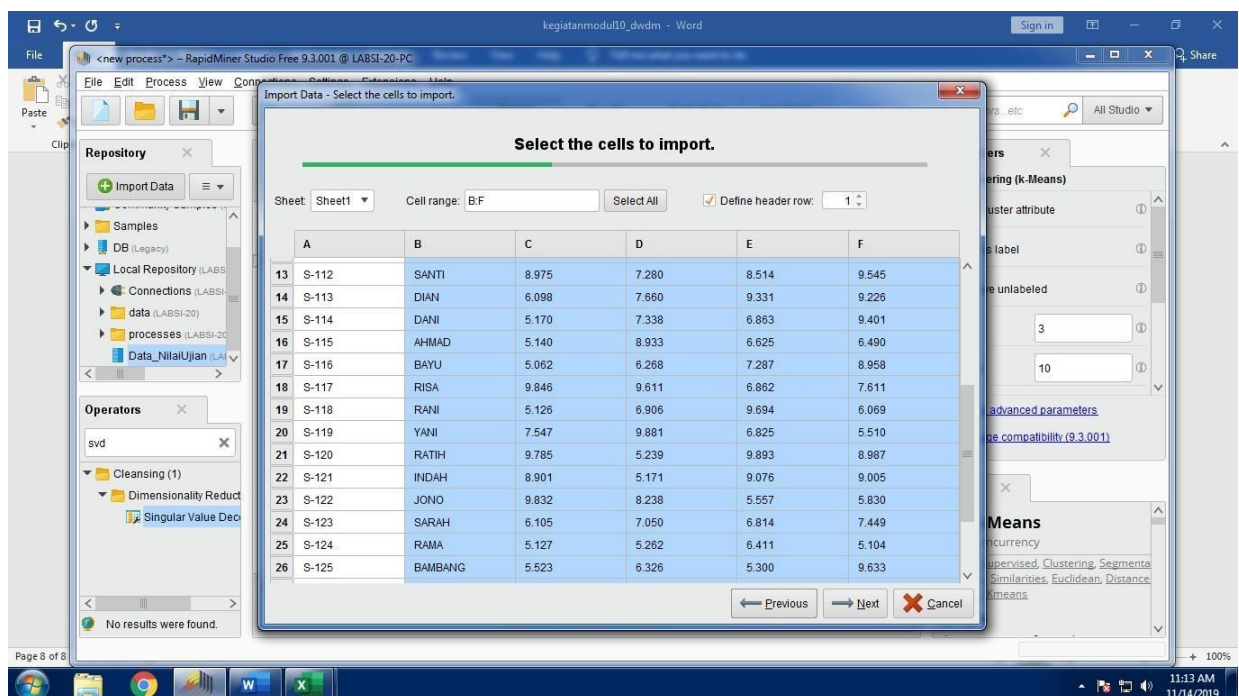 kegiatanmodul10_dwdm - Word
Sign in
File
Share
<new process*> – RapidMiner Studio Free 9.3.001 @ LABSI-20-PC
File Edit Process View
Paste
All Studio
Import Data - Select the cells to import.
Select the cells to import.
Repository
Import Data
Samples
DB (Legacy)
Local Repository
Connections
data (LABSI-20)
processes
Data_NilaiUjian
Operators
svd
Cleansing (1)
Dimensionality Reduct
Singular Value Dec
No results were found.
Sheet: Sheet1 Cell range: B:F Select All Define header row: 1
A B C D E F
13 S-112 SANTI 8.975 7.280 8.514 9.545
14 S-113 DIAN 6.098 7.660 9.331 9.226
15 S-114 DANI 5.170 7.338 6.863 9.401
16 S-115 AHMAD 5.140 8.933 6.625 6.490
17 S-116 BAYU 5.062 6.268 7.287 8.958
18 S-117 RISA 9.846 9.611 6.862 7.611
19 S-118 RANI 5.126 6.906 9.694 6.069
20 S-119 YANI 7.547 9.881 6.825 5.510
21 S-120 RATIH 9.785 5.239 9.893 8.987
22 S-121 INDAH 8.901 5.171 9.076 9.005
23 S-122 JONO 9.832 8.238 5.557 5.830
24 S-123 SARAH 6.105 7.050 6.814 7.449
25 S-124 RAMA 5.127 5.262 6.411 5.104
26 S-125 BAMBANG 5.523 6.326 5.300 9.633
Previous Next Cancel
ers
ering (k-Means)
uster attribute
s label
e unlabeled
3
10
advanced parameters
ge compatibility (9.3.001)
Means
ncurrency
upervised, Clustering, Segmenta
Similarities, Euclidean, Distance
Kmeans
Page 8 of 8
100%
11:13 AM
11/14/2019